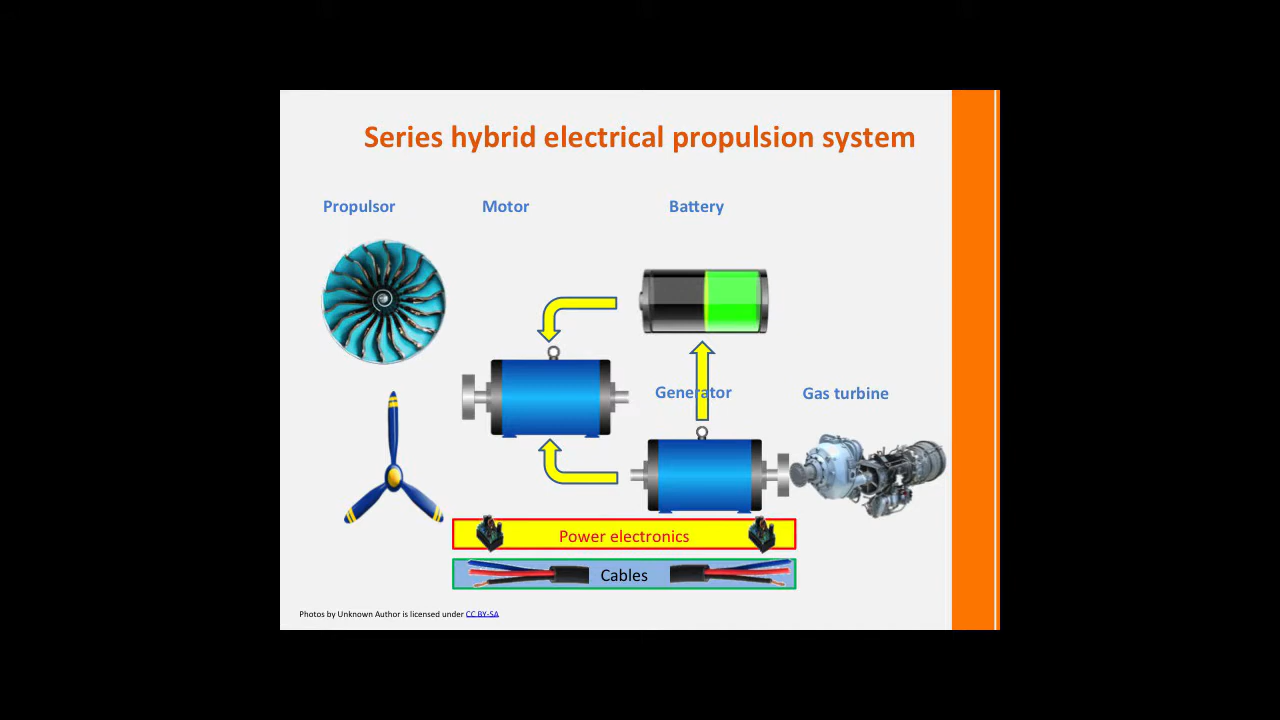 Series hybrid electrical propulsion system
Propulsor
Motor
Battery
Generator
Gas turbine
Power electronics
Cables
Photos by Unknown Author is licensed under CC BY-SA